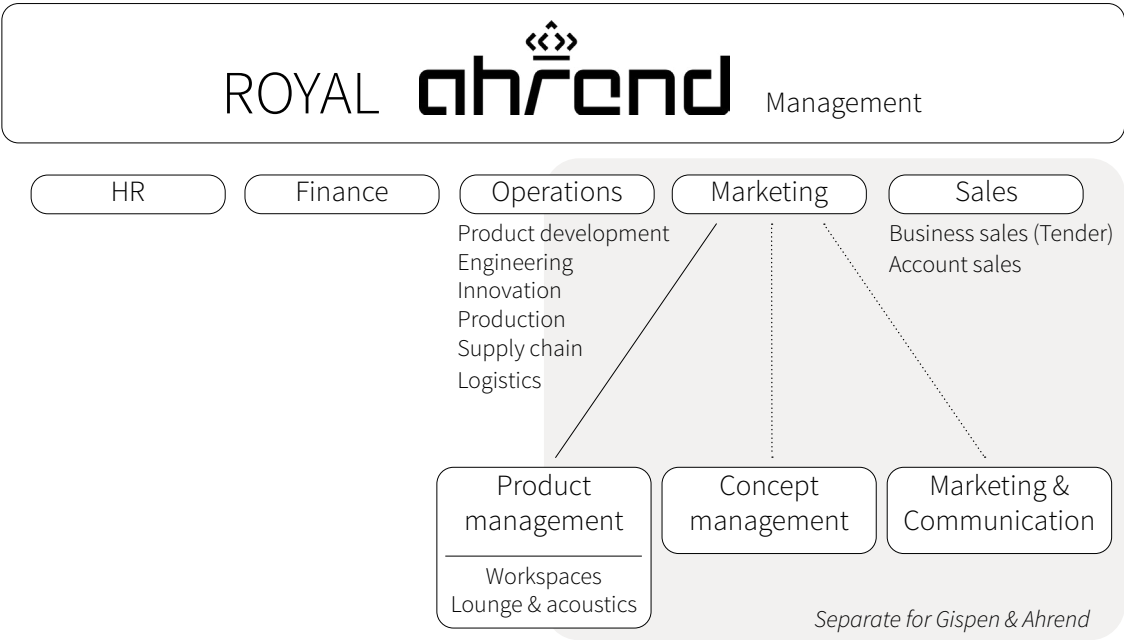 ROYAL ahrend Management
HR
Finance
Operations
Marketing
Sales
Product development
Engineering
Innovation
Production
Supply chain
Logistics
Business sales (Tender)
Account sales
Product
management
Workspaces
Lounge & acoustics
Concept
management
Marketing &
Communication
Separate for Gispen & Ahrend